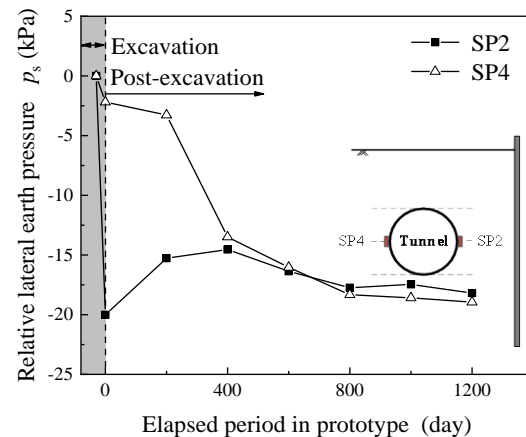 Excavation
Post-excavation
SP2
SP4
Relative lateral earth pressure pₛ (kPa)
5
0
-5
-10
-15
-20
-25
SP4
Tunnel
SP2
0
400
800
1200
Elapsed period in prototype (day)